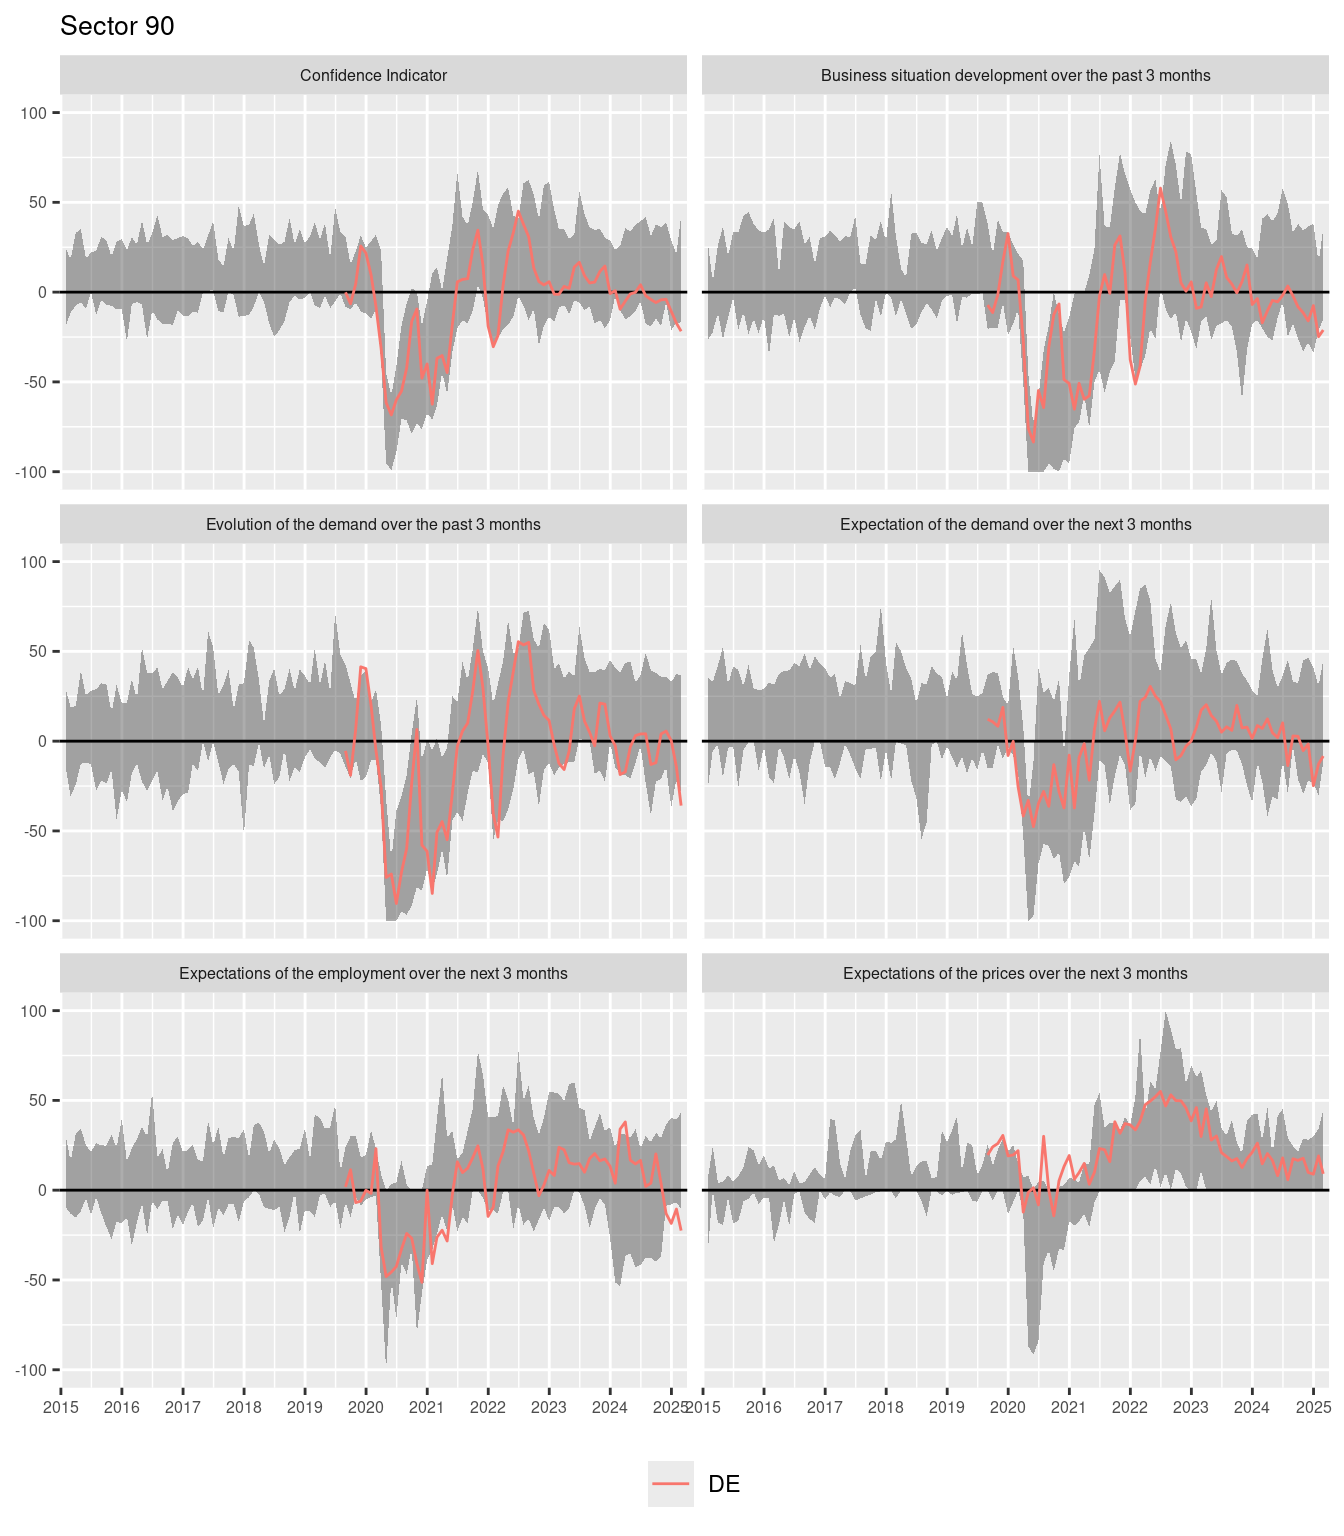 Sector 90
Confidence Indicator
Business situation development over the past 3 months
100
50
0
-50
-100
Evolution of the demand over the past 3 months
Expectation of the demand over the next 3 months
100
50
0
-50
-100
Expectations of the employment over the next 3 months
Expectations of the prices over the next 3 months
100
50
0
-50
-100
2015 2016 2017 2018 2019 2020 2021 2022 2023 2024 2025
2015 2016 2017 2018 2019 2020 2021 2022 2023 2024 2025
DE